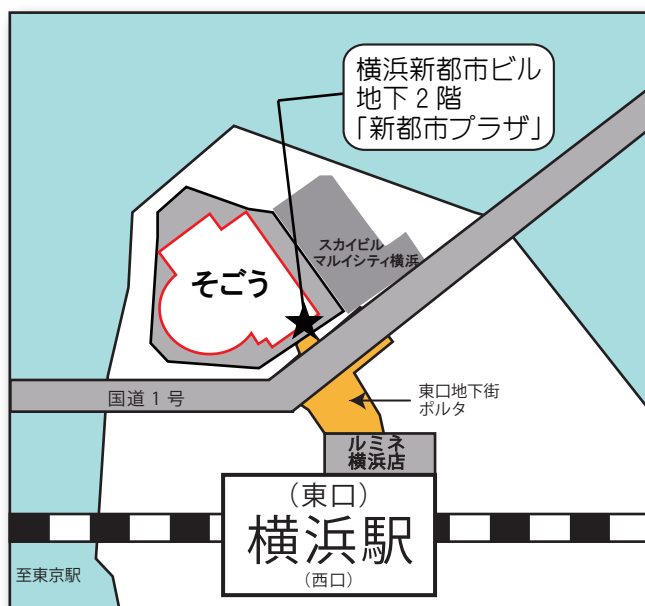 横浜新都市ビル
地下2階
「新都市プラザ」
スカイビル
マルイシティ横浜
そごう
国道1号
東口地下街
ポルタ
ルミネ
横浜店
(東口)
横浜駅
(西口)
至東京駅